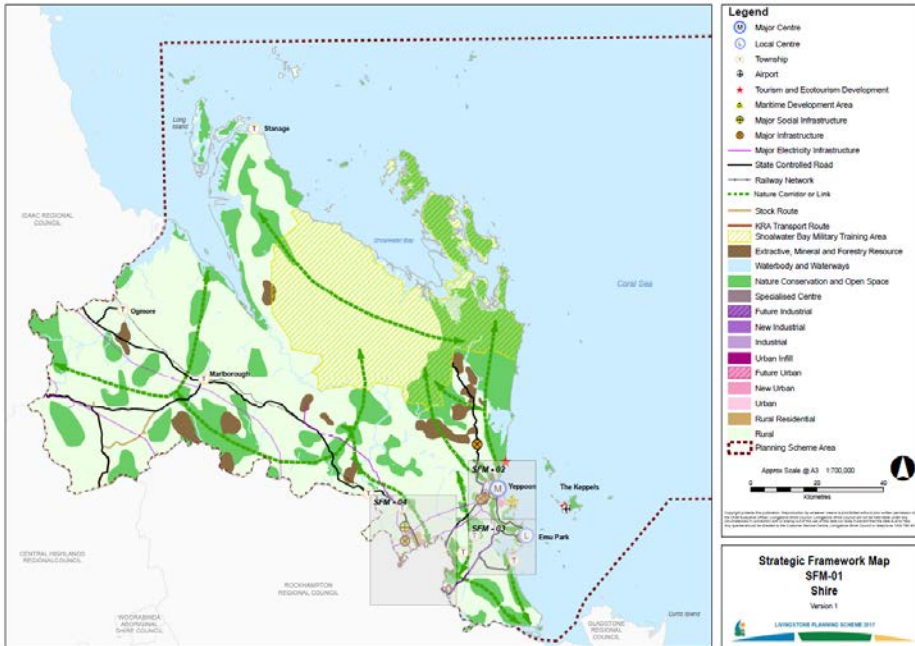 Long
Island
T
Stanage
ISAAC REGIONAL
COUNCIL
Shoalwater Bay
Coral Sea
Ogmore
T
Marlborough
T
SFM - 02
M
Yeppoon
The Keppels
SFM - 04
SFM - 03
L
Emu Park
T
T
CENTRAL HIGHLANDS
REGIONAL COUNCIL
ROCKHAMPTON
REGIONAL COUNCIL
WOORABINDA
ABORIGINAL
SHIRE COUNCIL
GLADSTONE
REGIONAL
COUNCIL
Curtis Island
Legend
M Major Centre
L Local Centre
T Township
Airport
Tourism and Ecotourism Development
Maritime Development Area
Major Social Infrastructure
Major Infrastructure
Major Electricity Infrastructure
State Controlled Road
Railway Network
Nature Corridor or Link
Stock Route
KRA Transport Route
Shoalwater Bay Military Training Area
Extractive, Mineral and Forestry Resource
Waterbody and Waterways
Nature Conservation and Open Space
Specialised Centre
Future Industrial
New Industrial
Industrial
Urban Infill
Future Urban
New Urban
Urban
Rural Residential
Rural
Planning Scheme Area
Approx Scale @ A3 1:700,000
0 20 40
Kilometres
Strategic Framework Map
SFM-01
Shire
Version 1
LIVINGSTONE PLANNING SCHEME 2017